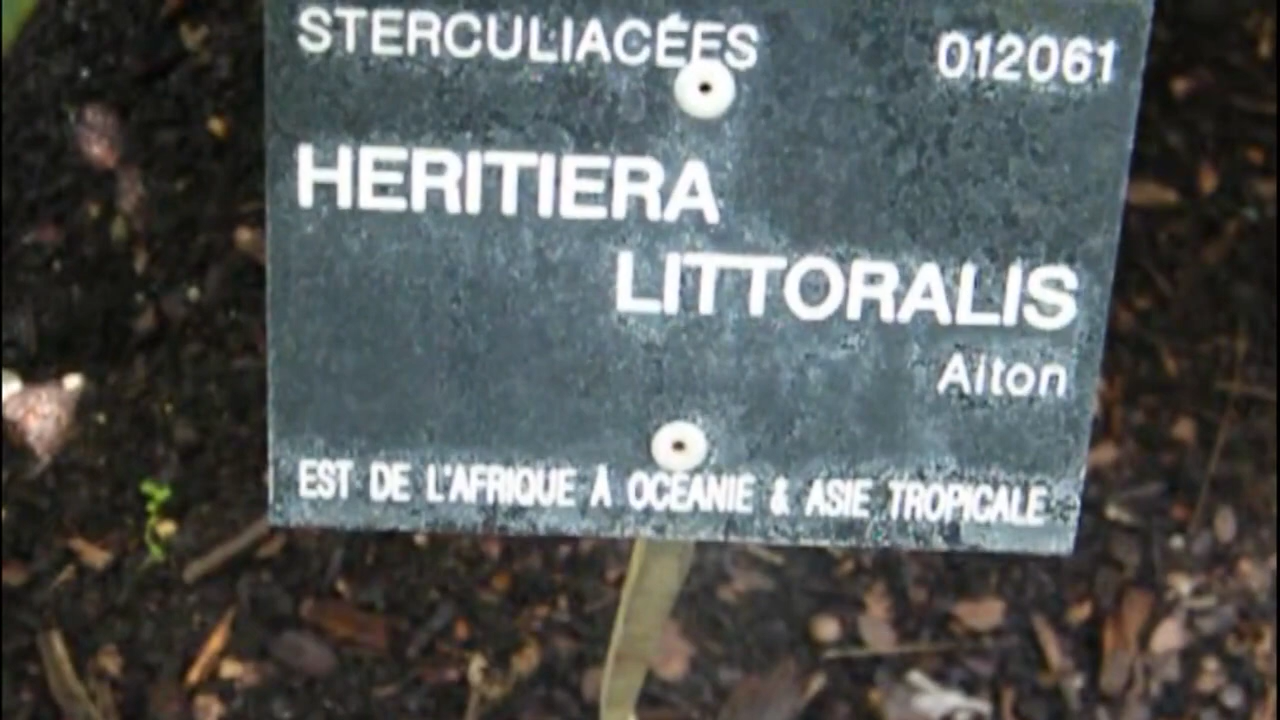 STERCULIACÉES 012061
HERITIERA
LITTORALIS
Aiton
EST DE L'AFRIQUE À OCÉANIE & ASIE TROPICALE